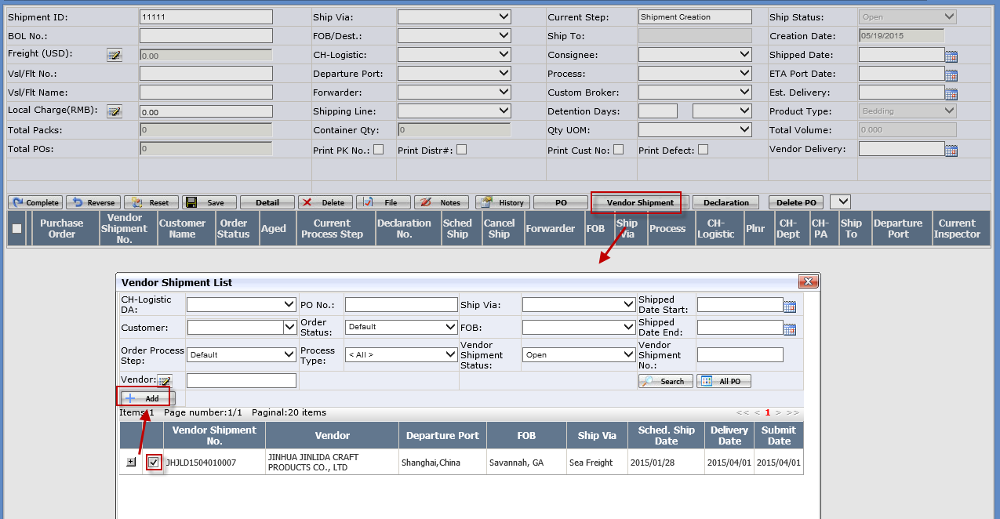 Shipment ID: 11111 Ship Via: Current Step: Shipment Creation Ship Status: Open
BOL No.: FOB/Dest.: Ship To: Creation Date: 05/19/2015
Freight (USD): 0.00 CH-Logistic: Consignee: Shipped Date:
Vsl/Flt No.: Departure Port: Process: ETA Port Date:
Vsl/Flt Name: Forwarder: Custom Broker: Est. Delivery:
Local Charge(RMB): 0.00 Shipping Line: Detention Days: Product Type: Bedding
Total Packs: 0 Container Qty: 0 Qty UOM: Total Volume: 0.000
Total POs: 0 Print PK No.: Print Distr#: Print Cust No: Print Defect: Vendor Delivery:
Complete Reverse Reset Save Detail Delete File Notes History PO Vendor Shipment Declaration Delete PO
Purchase Order
Vendor Shipment No.
Customer Name
Order Status
Aged
Current Process Step
Declaration No.
Sched Ship
Cancel Ship
Forwarder
FOB
Ship Via
Process
CH-Logistic
Plnr
CH-Dept
CH-PA
Ship To
Departure Port
Current Inspector
Vendor Shipment List
CH-Logistic DA: PO No.: Ship Via: Shipped Date Start:
Customer: Order Status: Default FOB: Shipped Date End:
Order Process Step: Default Process Type: < All > Vendor Shipment Status: Open Vendor Shipment No.:
Vendor: Search All PO
Add
Items:1 Page number:1/1 Paginal:20 items << < 1 > >>
Vendor Shipment No. Vendor Departure Port FOB Ship Via Sched. Ship Date Delivery Date Submit Date
JHJLD1504010007 JINHUA JINLIDA CRAFT PRODUCTS CO., LTD Shanghai,China Savannah, GA Sea Freight 2015/01/28 2015/04/01 2015/04/01